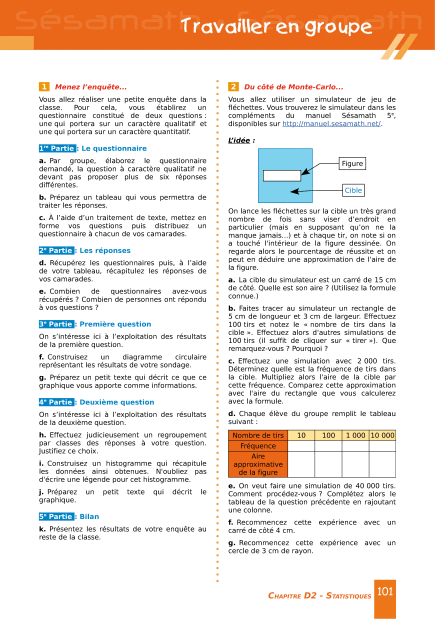 Sésamath - Sésamath
Travailler en groupe
1 Menez l'enquête...
Vous allez réaliser une petite enquête dans la
classe. Pour cela, vous établirez un
questionnaire constitué de deux questions :
une qui portera sur un caractère qualitatif et
une qui portera sur un caractère quantitatif.
1re Partie : Le questionnaire
a. Par groupe, élaborez le questionnaire
demandé, la question à caractère qualitatif ne
devant pas proposer plus de six réponses
différentes.
b. Préparez un tableau qui vous permettra de
traiter les réponses.
c. À l'aide d'un traitement de texte, mettez en
forme vos questions puis distribuez un
questionnaire à chacun de vos camarades.
2e Partie : Les réponses
d. Récupérez les questionnaires puis, à l'aide
de votre tableau, récapitulez les réponses de
vos camarades.
e. Combien de questionnaires avez-vous
récupérés ? Combien de personnes ont répondu
à vos questions ?
3e Partie : Première question
On s'intéresse ici à l'exploitation des résultats
de la première question.
f. Construisez un diagramme circulaire
représentant les résultats de votre sondage.
g. Préparez un petit texte qui décrit ce que ce
graphique vous apporte comme informations.
4e Partie : Deuxième question
On s'intéresse ici à l'exploitation des résultats
de la deuxième question.
h. Effectuez judicieusement un regroupement
par classes des réponses à votre question.
Justifiez ce choix.
i. Construisez un histogramme qui récapitule
les données ainsi obtenues. N'oubliez pas
d'écrire une légende pour cet histogramme.
j. Préparez un petit texte qui décrit le
graphique.
5e Partie : Bilan
k. Présentez les résultats de votre enquête au
reste de la classe.
2 Du côté de Monte-Carlo...
Vous allez utiliser un simulateur de jeu de
fléchettes. Vous trouverez le simulateur dans les
compléments du manuel Sésamath 5e,
disponibles sur http://manuel.sesamath.net/.
L'idée :
Figure
Cible
On lance les fléchettes sur la cible un très grand
nombre de fois sans viser d'endroit en
particulier (mais en supposant qu'on ne la
manque jamais...) et à chaque tir, on note si on
a touché l'intérieur de la figure dessinée. On
regarde alors le pourcentage de réussite et on
peut en déduire une approximation de l'aire de
la figure.
a. La cible du simulateur est un carré de 15 cm
de côté. Quelle est son aire ? (Utilisez la formule
connue.)
b. Faites tracer au simulateur un rectangle de
5 cm de longueur et 3 cm de largeur. Effectuez
100 tirs et notez le « nombre de tirs dans la
cible ». Effectuez alors d'autres simulations de
100 tirs (il suffit de cliquer sur « tirer »). Que
remarquez-vous ? Pourquoi ?
c. Effectuez une simulation avec 2 000 tirs.
Déterminez quelle est la fréquence de tirs dans
la cible. Multipliez alors l'aire de la cible par
cette fréquence. Comparez cette approximation
avec l'aire du rectangle que vous calculerez
avec la formule.
d. Chaque élève du groupe remplit le tableau
suivant :
Nombre de tirs 10 100 1 000 10 000
Fréquence
Aire
approximative
de la figure
e. On veut faire une simulation de 40 000 tirs.
Comment procédez-vous ? Complétez alors le
tableau de la question précédente en rajoutant
une colonne.
f. Recommencez cette expérience avec un
carré de côté 4 cm.
g. Recommencez cette expérience avec un
cercle de 3 cm de rayon.
CHAPITRE D2 – STATISTIQUES 101